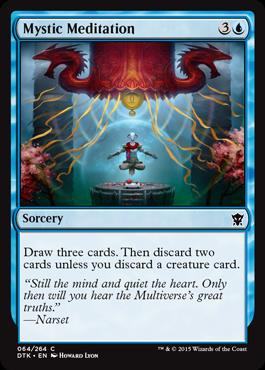 Mystic Meditation 3
Sorcery
Draw three cards. Then discard two
cards unless you discard a creature card.
“Still the mind and quiet the heart. Only
then will you hear the Multiverse’s great
truths.”
—Narset
064/264 C
DTK • EN Howard Lyon
™ & © 2015 Wizards of the Coast